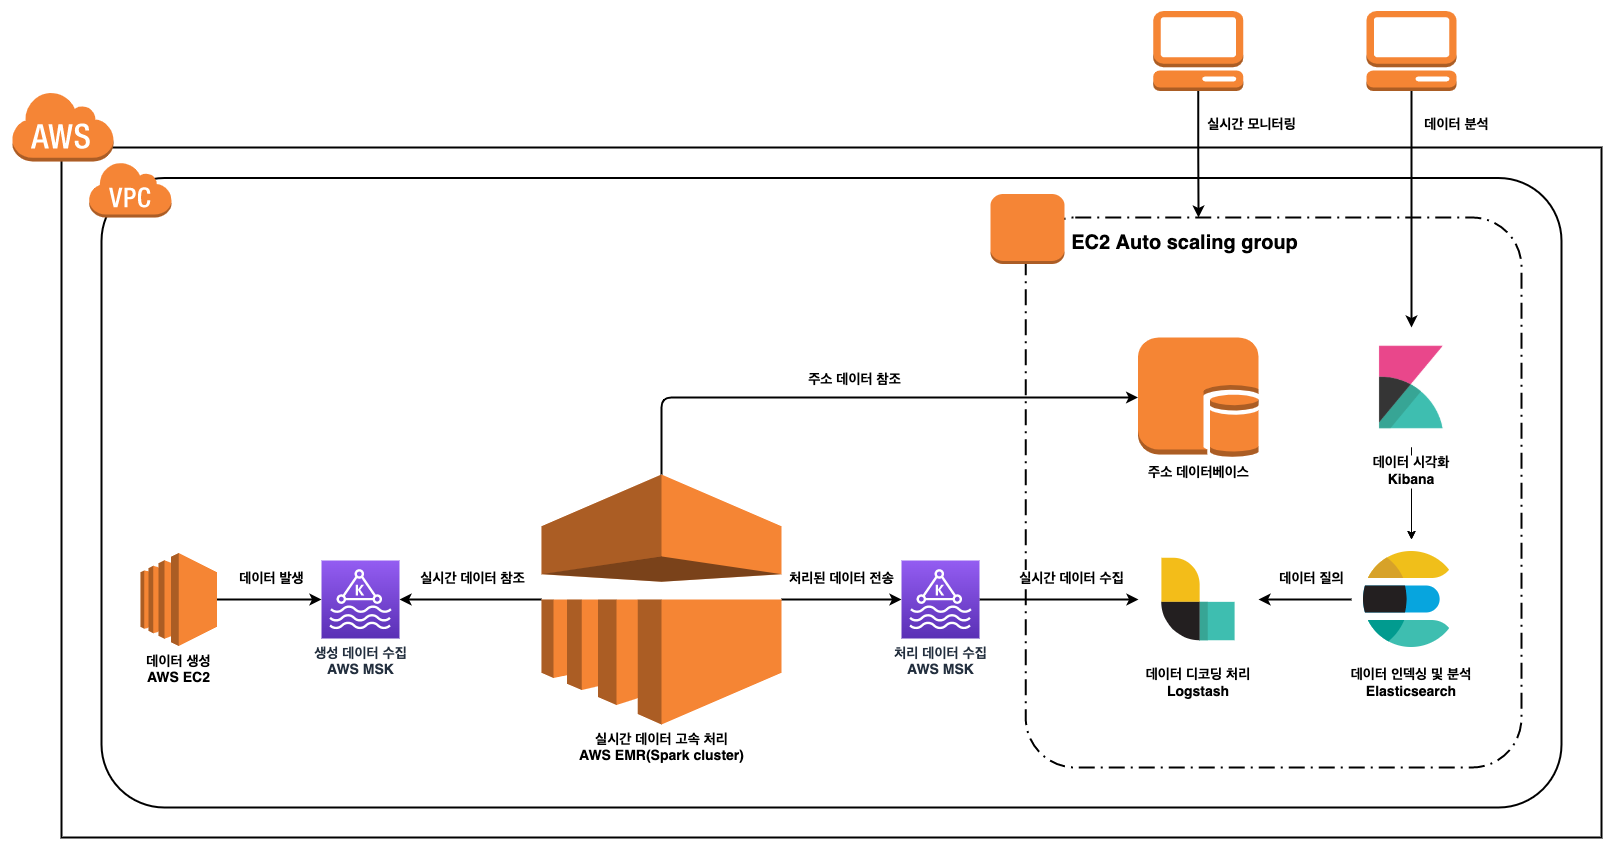 실시간 모니터링
데이터 분석
AWS
VPC
EC2 Auto scaling group
주소 데이터 참조
주소 데이터베이스
데이터 시각화
Kibana
데이터 발생
실시간 데이터 참조
처리된 데이터 전송
실시간 데이터 수집
데이터 질의
K
K
데이터 생성
AWS EC2
생성 데이터 수집
AWS MSK
처리 데이터 수집
AWS MSK
데이터 디코딩 처리
Logstash
데이터 인덱싱 및 분석
Elasticsearch
실시간 데이터 고속 처리
AWS EMR(Spark cluster)